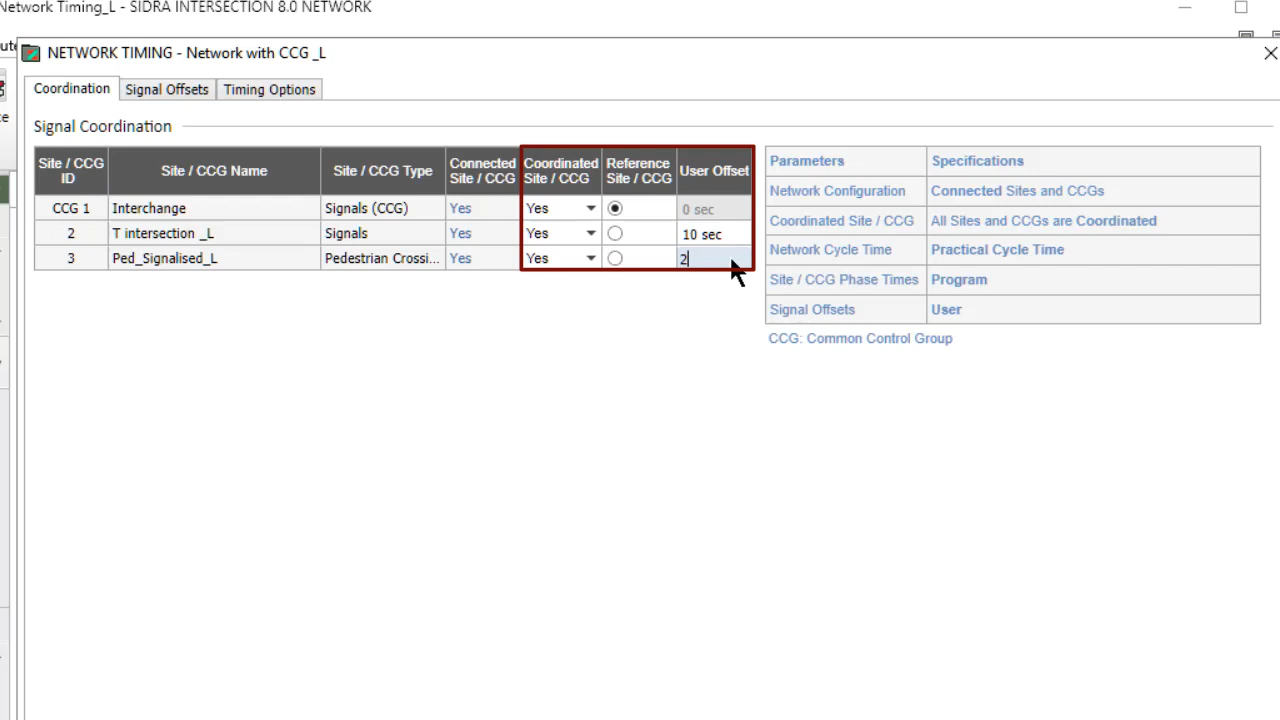 Network Timing_L - SIDRA INTERSECTION 8.0 NETWORK
NETWORK TIMING - Network with CCG _L
Coordination Signal Offsets Timing Options
Signal Coordination
Site / CCG ID Site / CCG Name Site / CCG Type Connected Site / CCG Coordinated Site / CCG Reference Site / CCG User Offset
CCG 1 Interchange Signals (CCG) Yes Yes 0 sec
2 T intersection _L Signals Yes Yes 10 sec
3 Ped_Signalised_L Pedestrian Crossi... Yes Yes 2
Parameters Specifications
Network Configuration Connected Sites and CCGs
Coordinated Site / CCG All Sites and CCGs are Coordinated
Network Cycle Time Practical Cycle Time
Site / CCG Phase Times Program
Signal Offsets User
CCG: Common Control Group